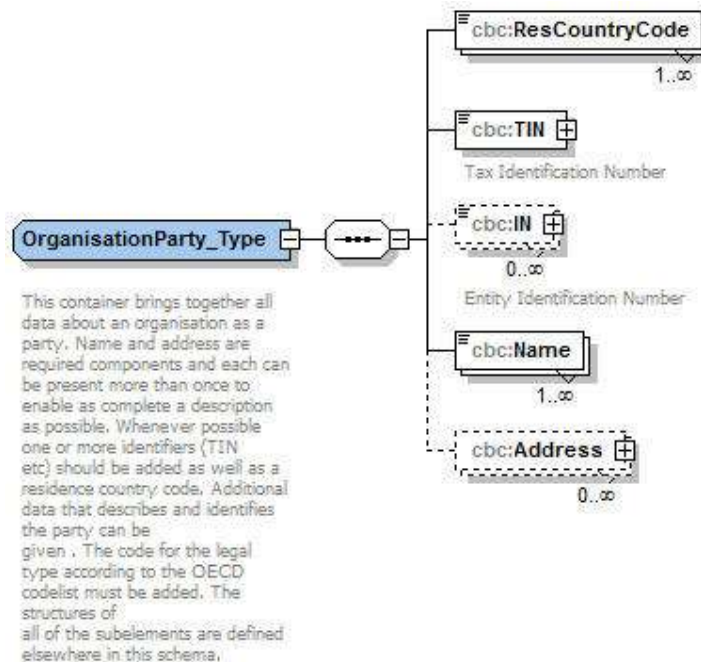 cbc:ResCountryCode
1..∞
cbc:TIN
Tax Identification Number
OrganisationParty_Type
cbc:IN
0..∞
Entity Identification Number
This container brings together all
data about an organisation as a
party. Name and address are
required components and each can
be present more than once to
enable as complete a description
as possible. Whenever possible
one or more identifiers (TIN
etc) should be added as well as a
residence country code. Additional
data that describes and identifies
the party can be
given . The code for the legal
type according to the OECD
codelist must be added. The
structures of
all of the subelements are defined
elsewhere in this schema.
cbc:Name
1..∞
cbc:Address
0..∞